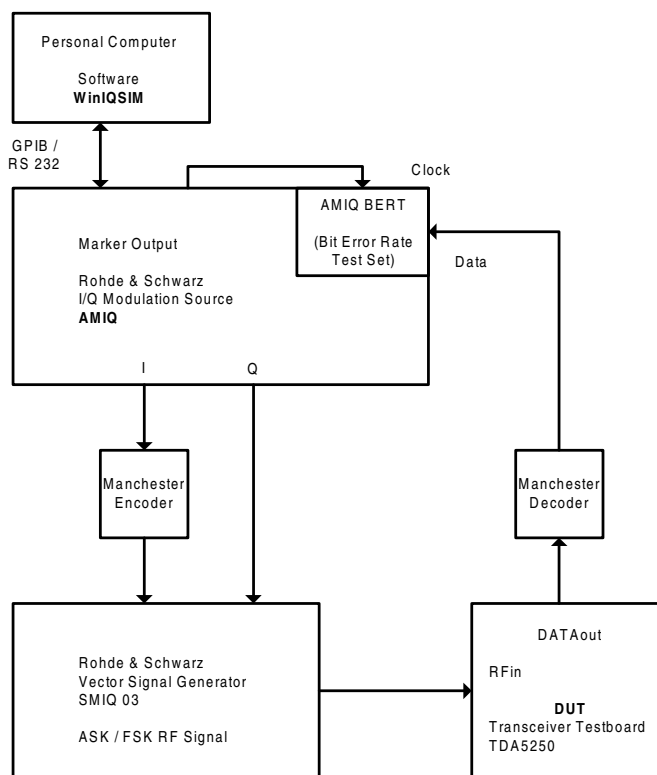 Personal Computer
Software
WinIQSIM
GPIB /
RS 232
Clock
AMIQ BERT
(Bit Error Rate
Test Set)
Data
Marker Output
Rohde & Schwarz
I/Q Modulation Source
AMIQ
I
Q
Manchester
Encoder
Manchester
Decoder
Rohde & Schwarz
Vector Signal Generator
SMIQ 03
ASK / FSK RF Signal
DATAout
RFin
DUT
Transceiver Testboard
TDA5250